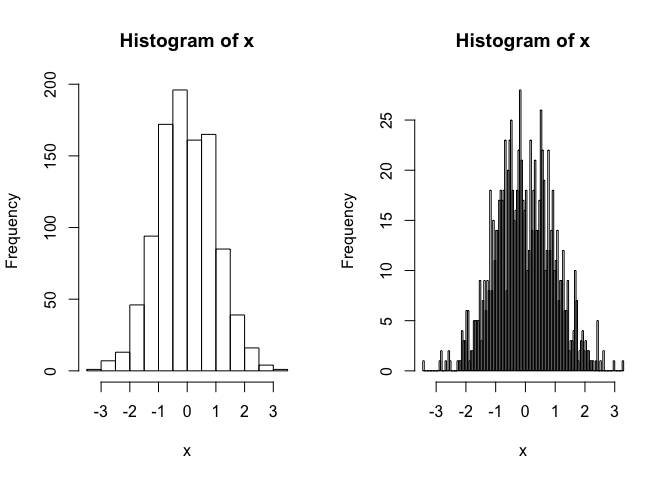 Histogram of x
Frequency
200
150
100
50
0
-3 -2 -1 0 1 2 3
x
Histogram of x
Frequency
25
20
15
10
5
0
-3 -2 -1 0 1 2 3
x